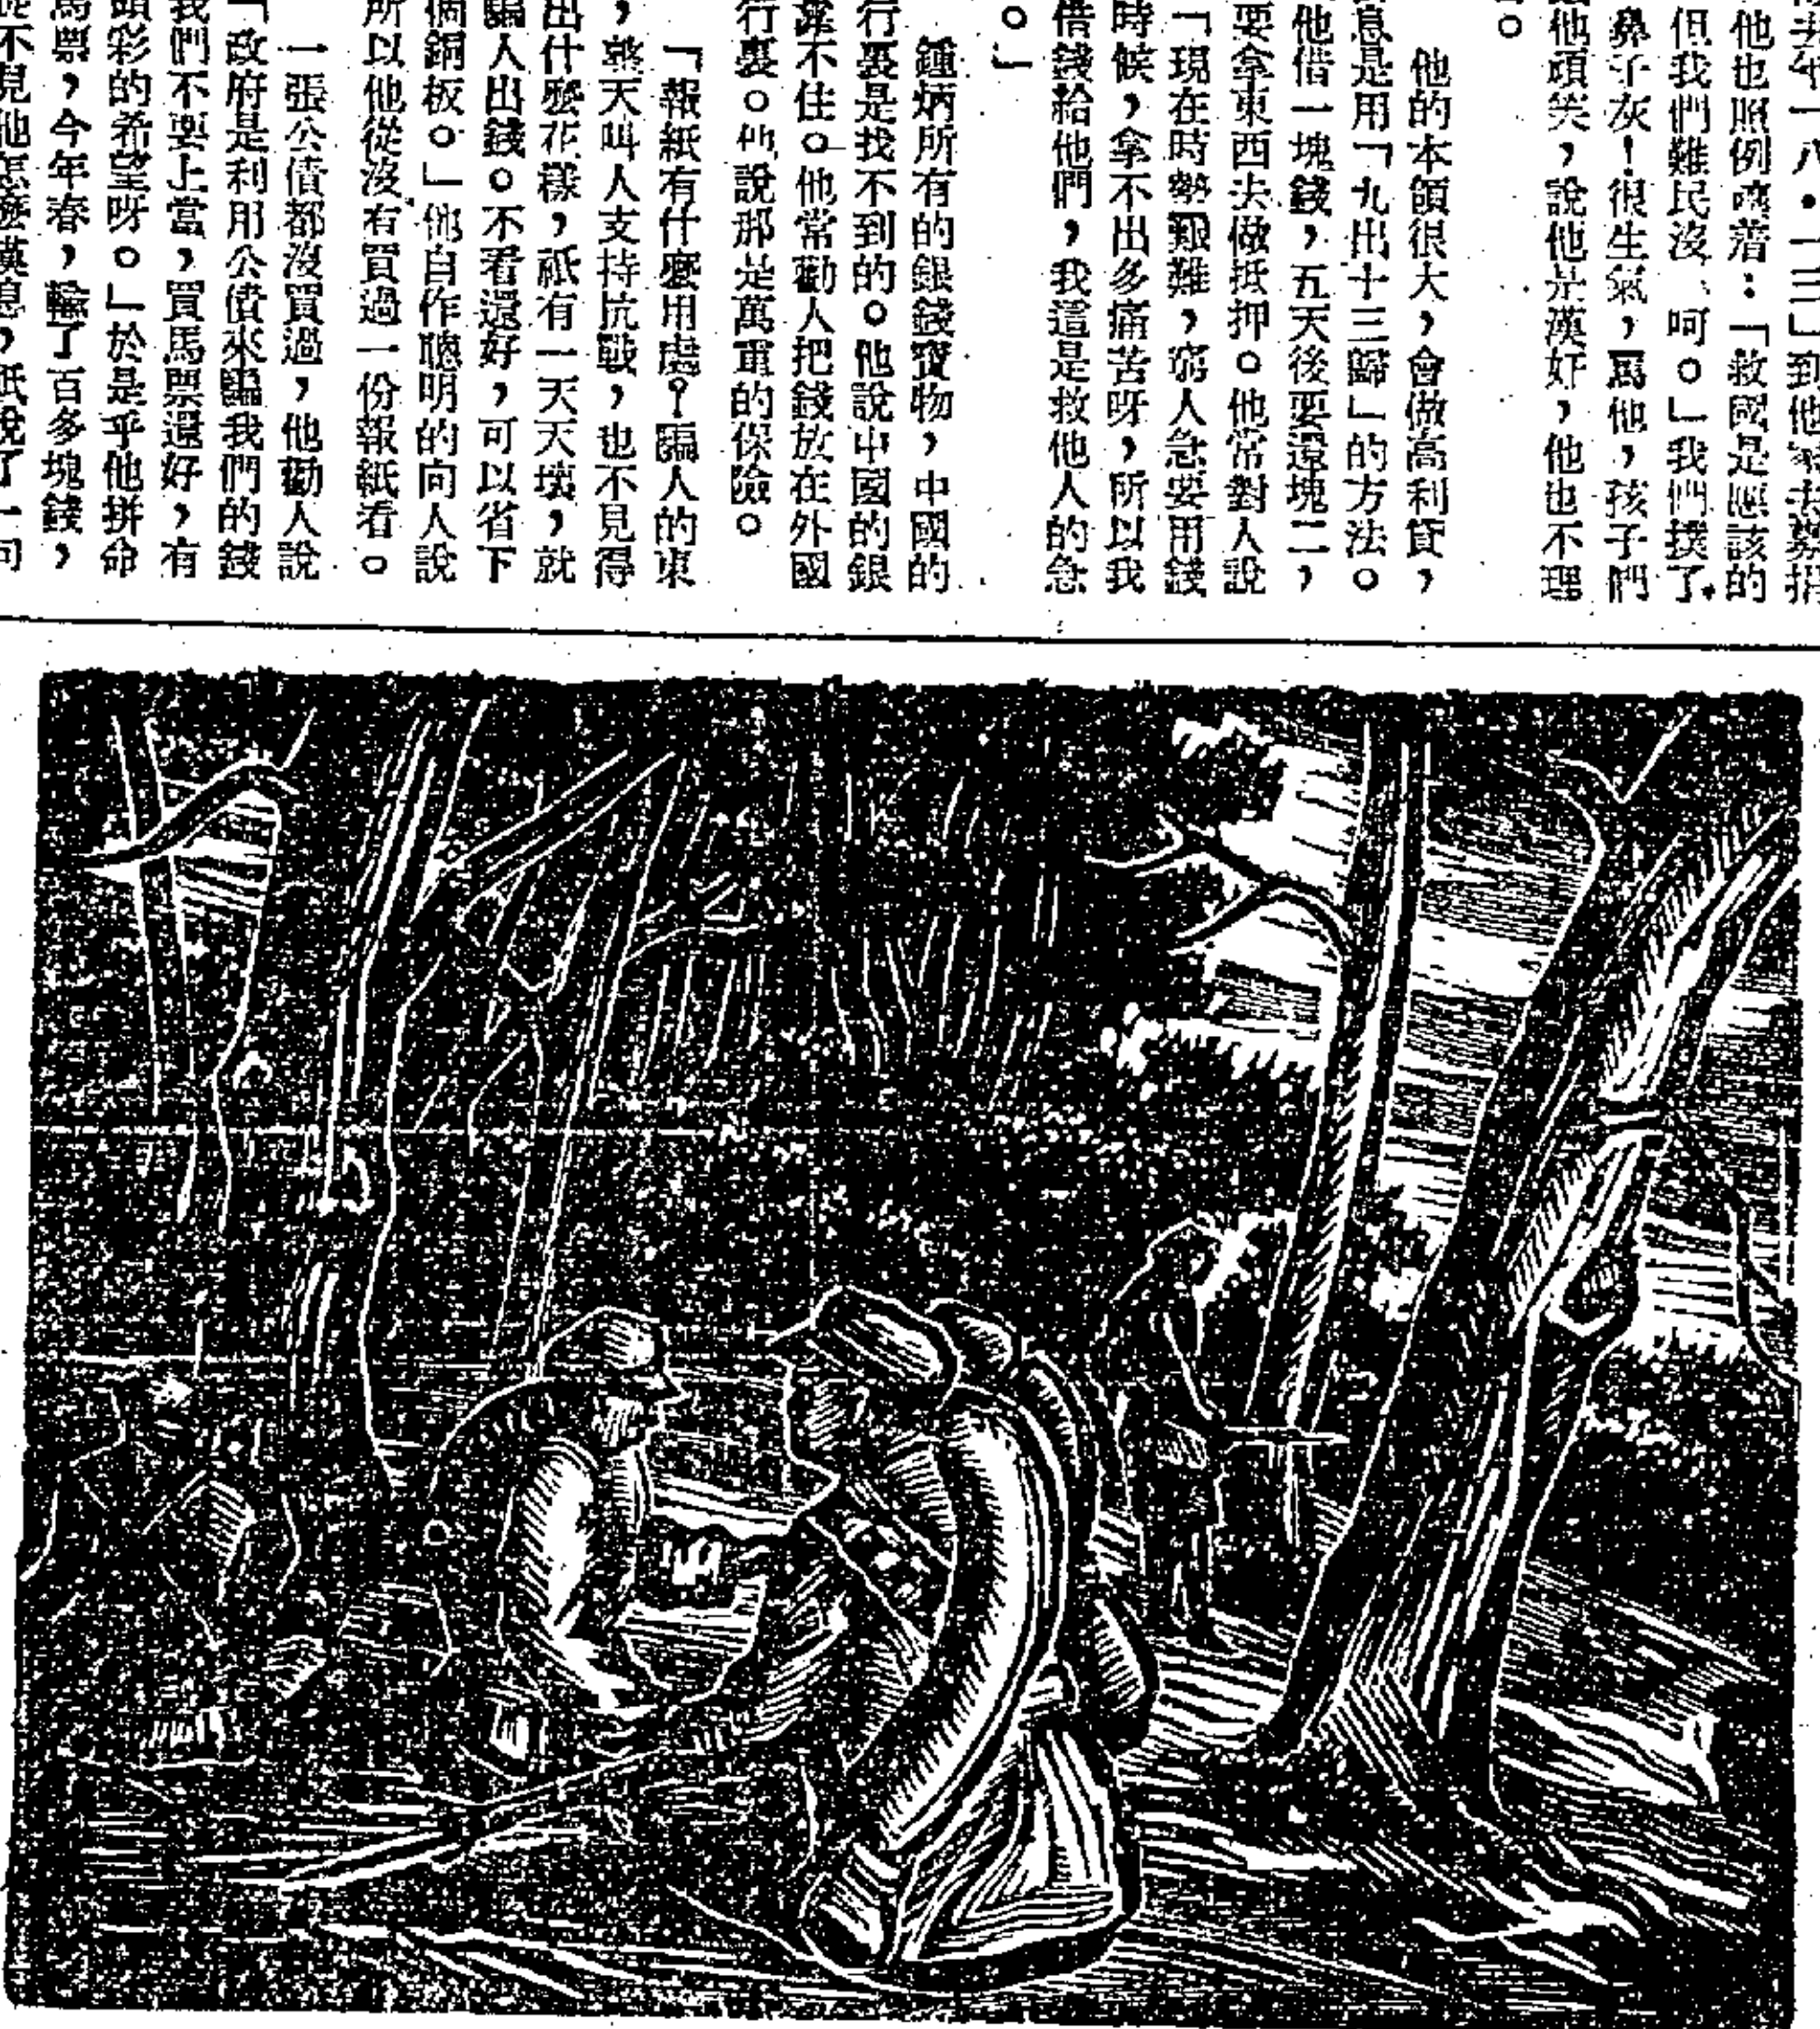 去年「八·一三」到他家去募捐
他也照例嚷着：「救國是應該的
但我們難民沒，呵。」我們撲了
鼻子灰！很生氣，罵他，孩子們
他頑笑，說他是漢奸，他也不理
。
他的本領很大，會做高利貸，
息是用「九出十三歸」的方法。
他借一塊錢，五天後要還塊二，
要拿東西去做抵押。他常對人說
「現在時勢艱難，窮人急要用錢
時候，拿不出多痛苦呀，所以我
借錢給他們，我這是救他人的急
。」
鍾炳所有的銀錢寳物，中國的
行裏是找不到的。他說中國的銀
靠不住。他常勸人把錢放在外國
行裏。他說那是萬重的保險。
「報紙有什麼用處？騙人的東
，整天叫人支持抗戰，也不見得
出什麼花樣，祇有一天天壞，就
騙人出錢。不看還好，可以省下
個銅板。」他自作聰明的向人說
所以他從沒有買過一份報紙看。
一張公債都沒買過，他勸人說
「政府是利用公債來騙我們的錢
我們不要上當，買馬票還好，有
頭彩的希望呀。」於是乎他拼命
馬票，今年春，輸了百多塊錢，
不見他怎麼嘆息，祇說了一句